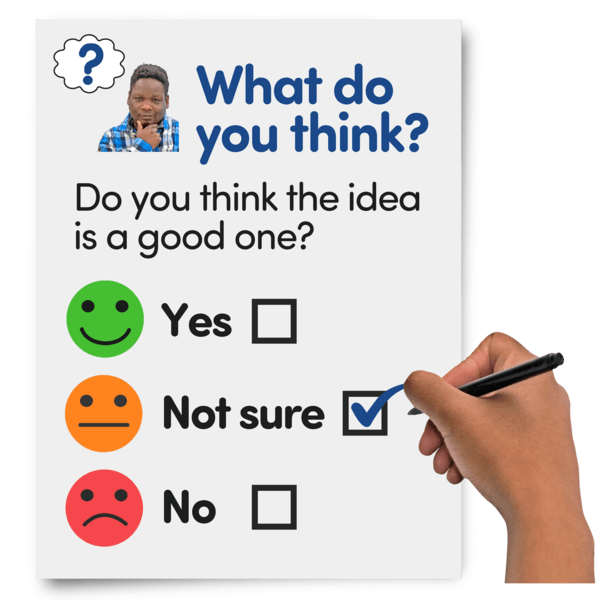 ?
What do
you think?
Do you think the idea
is a good one?
Yes
Not sure
No